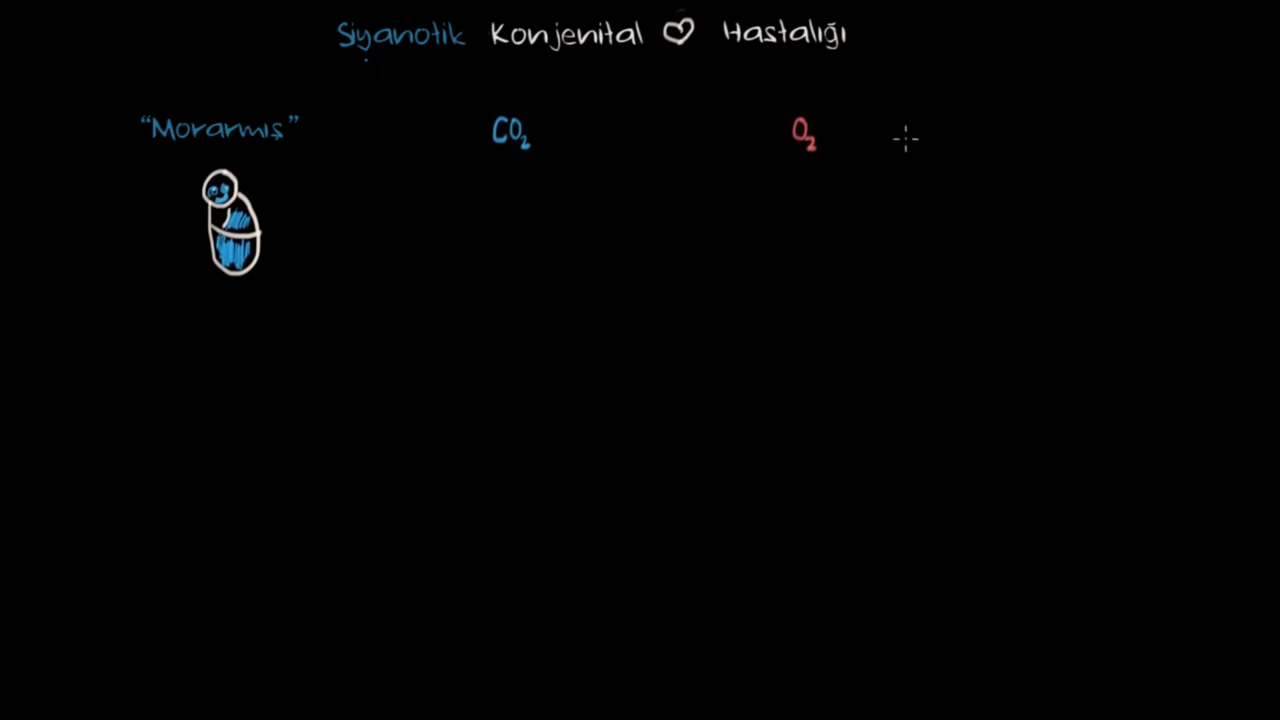 Siyanotik Konjenital ♡ Hastalığı
“Morarmış” CO₂ O₂